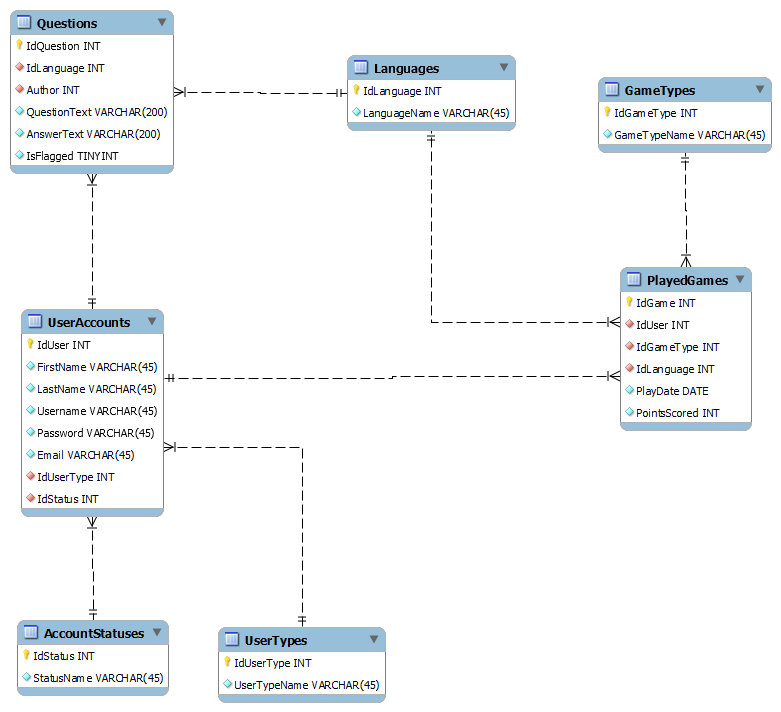 Questions
IdQuestion INT
IdLanguage INT
Author INT
QuestionText VARCHAR(200)
AnswerText VARCHAR(200)
IsFlagged TINYINT
Languages
IdLanguage INT
LanguageName VARCHAR(45)
GameTypes
IdGameType INT
GameTypeName VARCHAR(45)
PlayedGames
IdGame INT
IdUser INT
IdGameType INT
IdLanguage INT
PlayDate DATE
PointsScored INT
UserAccounts
IdUser INT
FirstName VARCHAR(45)
LastName VARCHAR(45)
Username VARCHAR(45)
Password VARCHAR(45)
Email VARCHAR(45)
IdUserType INT
IdStatus INT
AccountStatuses
IdStatus INT
StatusName VARCHAR(45)
UserTypes
IdUserType INT
UserTypeName VARCHAR(45)